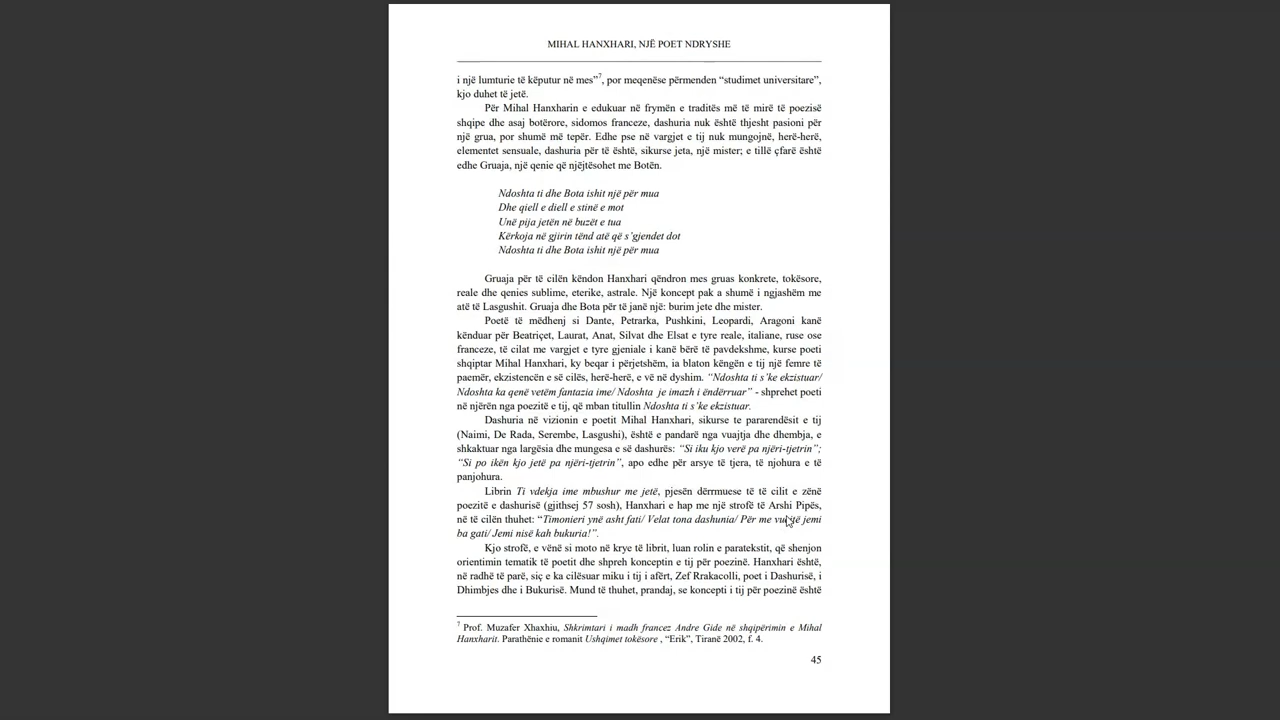 MIHAL HANXHARI, NJË POET NDRYSHE
i një lumturie të këputur në mes”7, por meqenëse përmenden “studimet universitare”,
kjo duhet të jetë.
Për Mihal Hanxharin e edukuar në frymën e traditës më të mirë të poezisë
shqipe dhe asaj botërore, sidomos franceze, dashuria nuk është thjesht pasioni për
një grua, por shumë më tepër. Edhe pse në vargjet e tij nuk mungojnë, herë-herë,
elementet sensuale, dashuria për të është, sikurse jeta, një mister; e tillë çfarë është
edhe Gruaja, një qenie që njëjtësohet me Botën.
Ndoshta ti dhe Bota ishit një për mua
Dhe qiell e diell e stinë e mot
Unë pija jetën në buzët e tua
Kërkoja në gjirin tënd atë që s’gjendet dot
Ndoshta ti dhe Bota ishit një për mua
Gruaja për të cilën këndon Hanxhari qëndron mes gruas konkrete, tokësore,
reale dhe qenies sublime, eterike, astrale. Një koncept pak a shumë i ngjashëm me
atë të Lasgushit. Gruaja dhe Bota për të janë një: burim jete dhe mister.
Poetë të mëdhenj si Dante, Petrarka, Pushkini, Leopardi, Aragoni kanë
kënduar për Beatriçet, Laurat, Anat, Silvat dhe Elsat e tyre reale, italiane, ruse ose
franceze, të cilat me vargjet e tyre gjeniale i kanë bërë të pavdekshme, kurse poeti
shqiptar Mihal Hanxhari, ky beqar i përjetshëm, ia blaton këngën e tij një femre të
paemër, ekzistencën e së cilës, herë-herë, e vë në dyshim. “Ndoshta ti s’ke ekzistuar/
Ndoshta ka qenë vetëm fantazia ime/ Ndoshta je imazh i ëndërruar” - shprehet poeti
në njërën nga poezitë e tij, që mban titullin Ndoshta ti s’ke ekzistuar.
Dashuria në vizionin e poetit Mihal Hanxhari, sikurse te pararendësit e tij
(Naimi, De Rada, Serembe, Lasgushi), është e pandarë nga vuajtja dhe dhembja, e
shkaktuar nga largësia dhe mungesa e së dashurës: “Si iku kjo verë pa njëri-tjetrin”;
“Si po ikën kjo jetë pa njëri-tjetrin”, apo edhe për arsye të tjera, të njohura e të
panjohura.
Librin Ti vdekja ime mbushur me jetë, pjesën dërrmuese të të cilit e zënë
poezitë e dashurisë (gjithsej 57 sosh), Hanxhari e hap me një strofë të Arshi Pipës,
në të cilën thuhet: “Timonieri ynë asht fati/ Velat tona dashunia/ Për me jemi
ba gati/ Jemi nisë kah bukuria!”.
Kjo strofë, e vënë si moto në krye të librit, luan rolin e paratekstit, që shenjon
orientimin tematik të poetit dhe shpreh konceptin e tij për poezinë. Hanxhari është,
në radhë të parë, siç e ka cilësuar miku i tij i afërt, Zef Rrakacolli, poet i Dashurisë, i
Dhimbjes dhe i Bukurisë. Mund të thuhet, prandaj, se koncepti i tij për poezinë është
7 Prof. Muzafer Xhaxhiu, Shkrimtari i madh francez Andre Gide në shqipërimin e Mihal
Hanxharit. Parathënie e romanit Ushqimet tokësore , “Erik”, Tiranë 2002, f. 4.
45